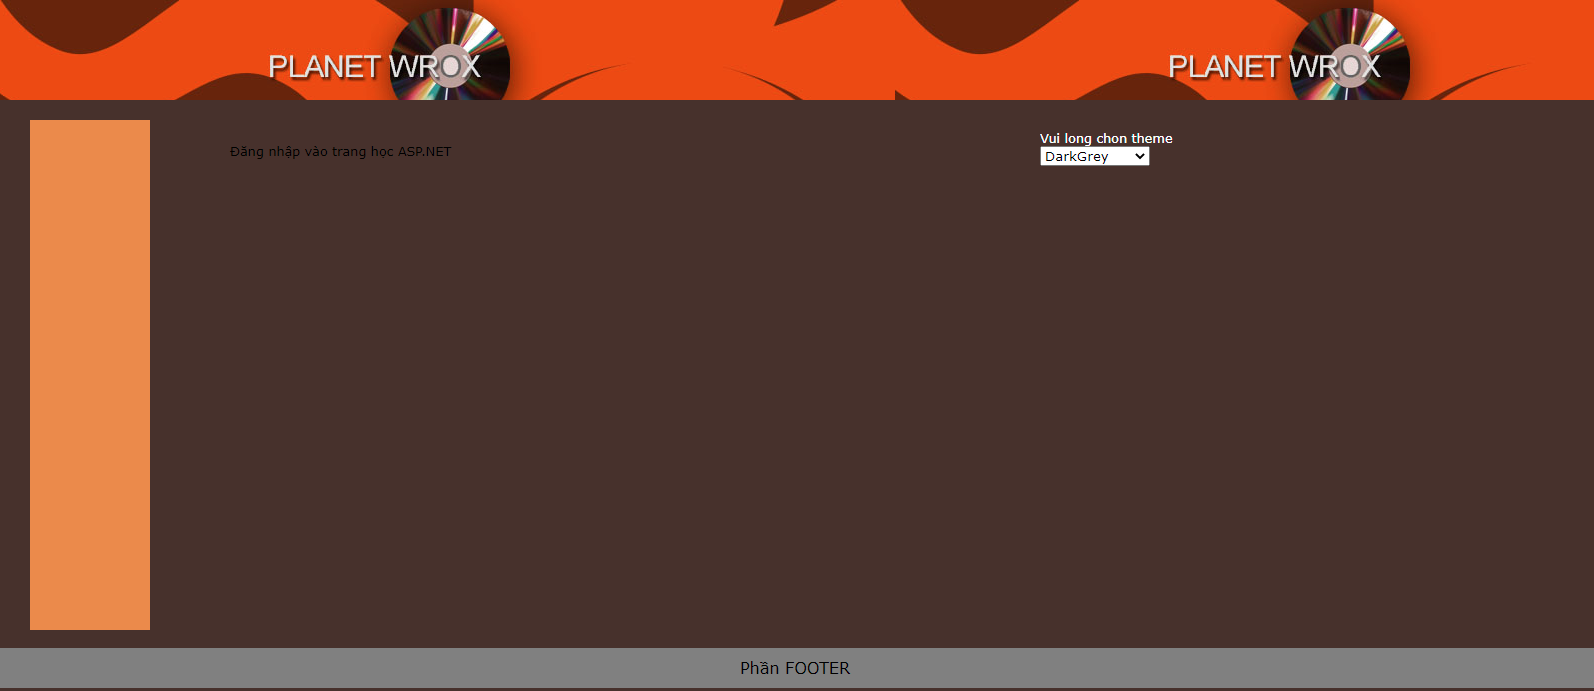 PLANET WROX
PLANET WROX
Đăng nhập vào trang học ASP.NET
Vui long chon theme
DarkGrey
Phần FOOTER